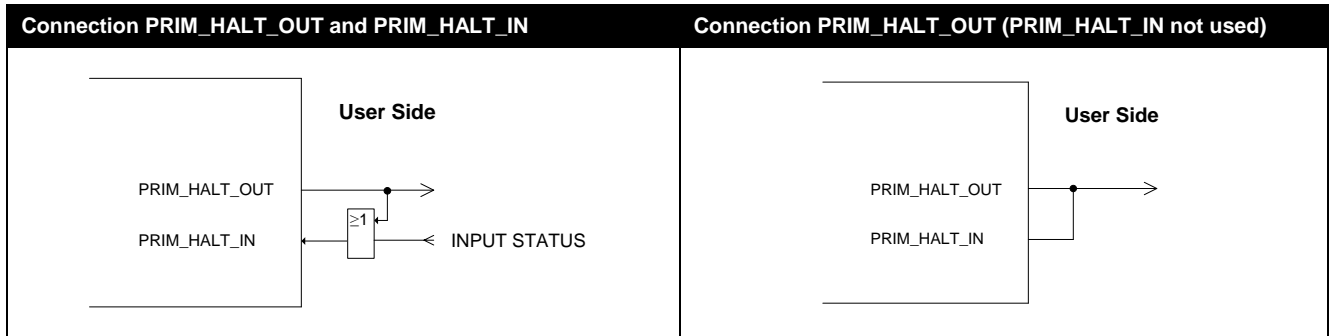 Connection PRIM_HALT_OUT and PRIM_HALT_IN
Connection PRIM_HALT_OUT (PRIM_HALT_IN not used)
User Side
PRIM_HALT_OUT
≥1
PRIM_HALT_IN
INPUT STATUS
User Side
PRIM_HALT_OUT
PRIM_HALT_IN